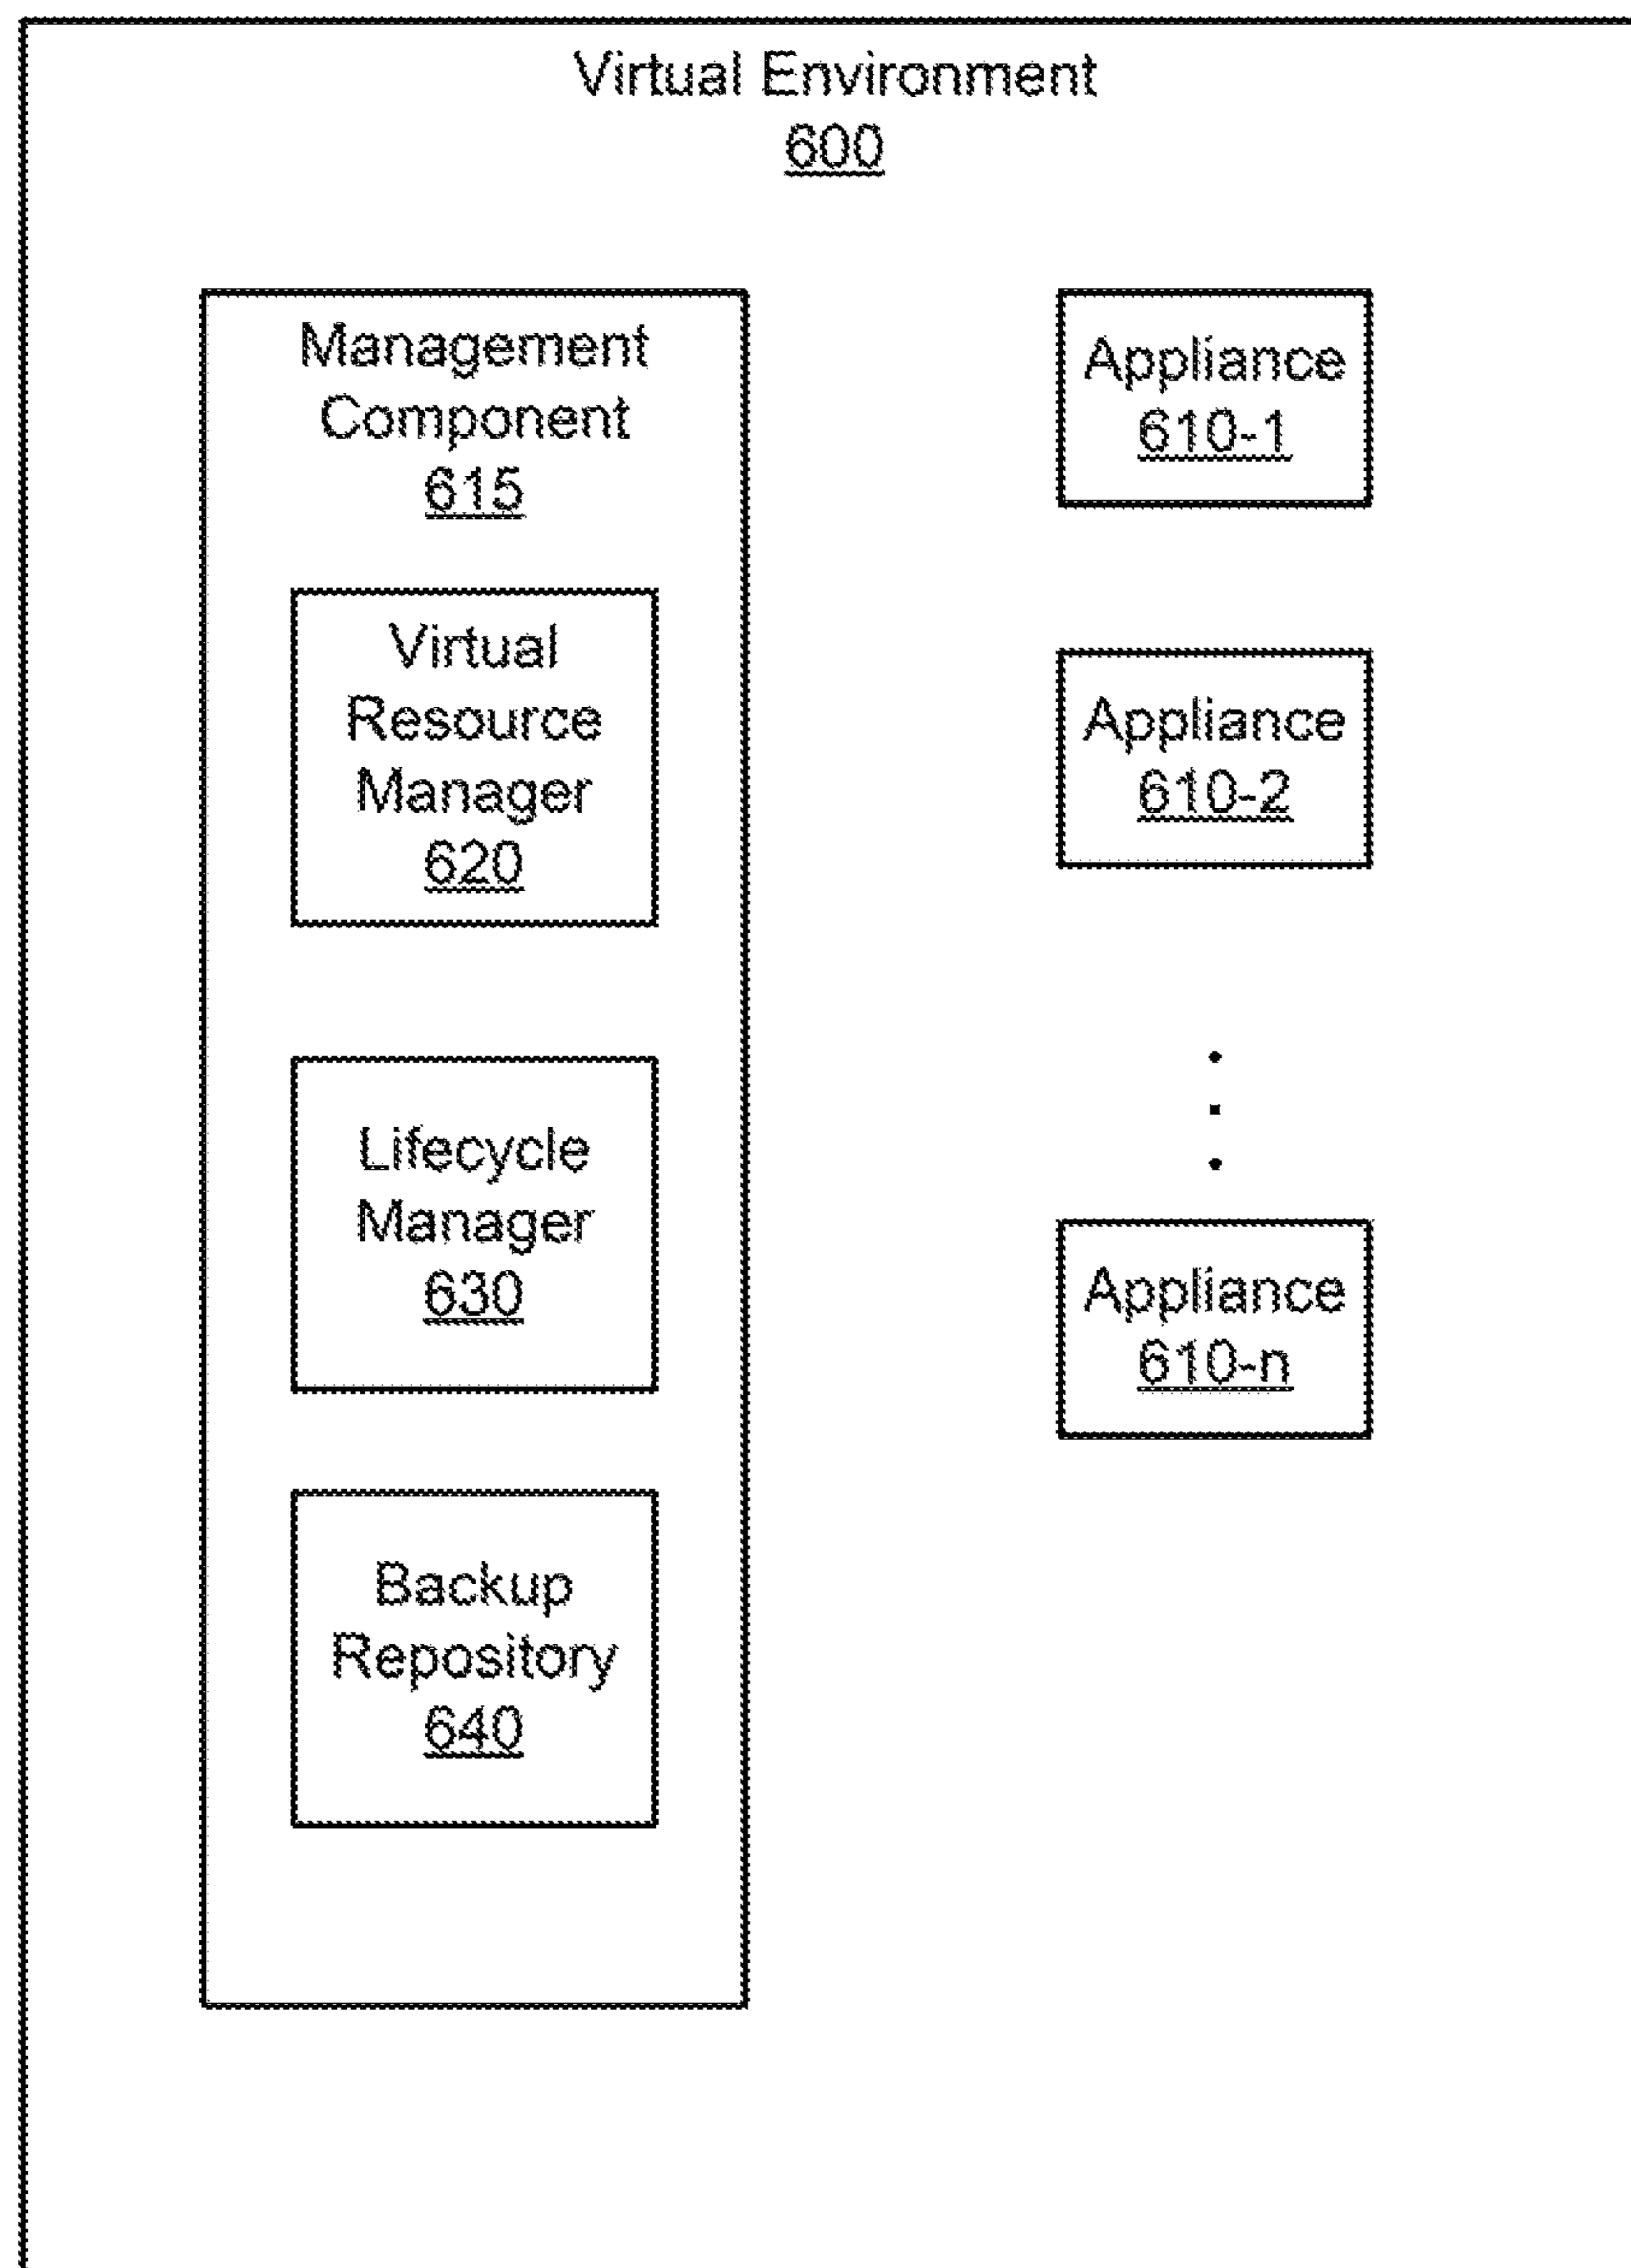 Virtual Environment
600
Management
Component
615
Virtual
Resource
Manager
620
Lifecycle
Manager
630
Backup
Repository
640
Appliance
610-1
Appliance
610-2
Appliance
610-n